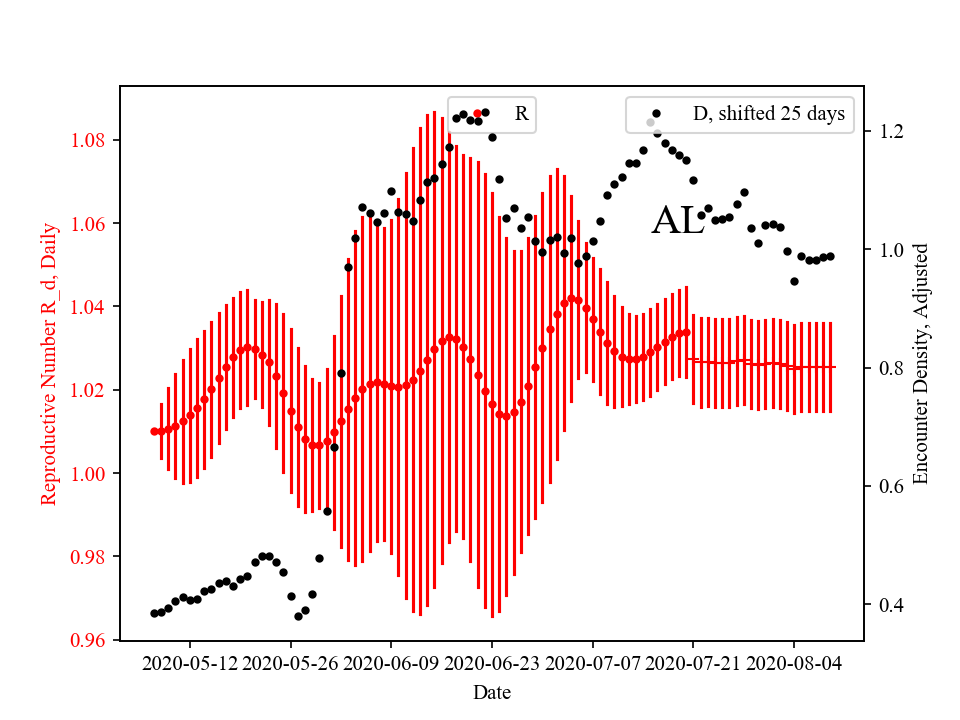 R
D, shifted 25 days
AL
1.08
1.06
1.04
1.02
1.00
0.98
0.96
Reproductive Number R_d, Daily
1.2
1.0
0.8
0.6
0.4
Encounter Density, Adjusted
2020-05-12 2020-05-26 2020-06-09 2020-06-23 2020-07-07 2020-07-21 2020-08-04
Date